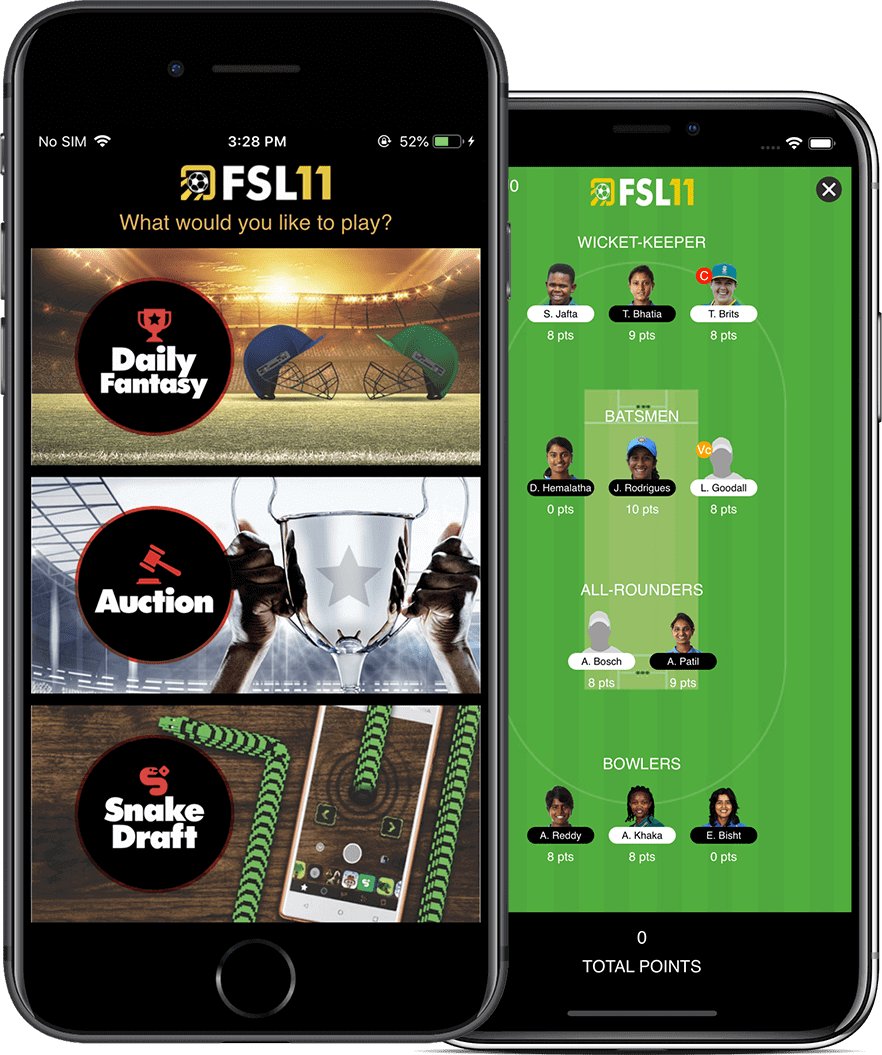 No SIM 3:28 PM 52%
FSL11
What would you like to play?
Daily
Fantasy
Auction
Snake
Draft
0
FSL11
WICKET-KEEPER
C
S. Jafta T. Bhatia T. Brits
8 pts 9 pts 8 pts
BATSMEN
Vc
D. Hemalatha J. Rodrigues L. Goodall
0 pts 10 pts 8 pts
ALL-ROUNDERS
A. Bosch A. Patil
8 pts 9 pts
BOWLERS
A. Reddy A. Khaka E. Bisht
8 pts 8 pts 0 pts
0
TOTAL POINTS